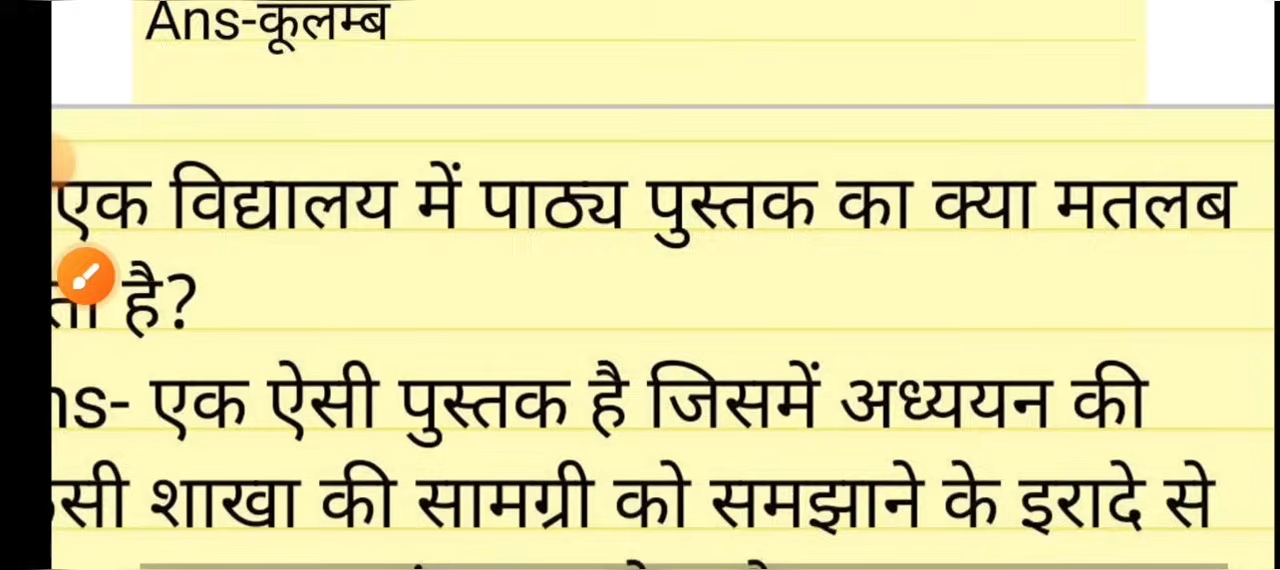 Ans-कूलम्ब
एक विद्यालय में पाठ्य पुस्तक का क्या मतलब
है?
एक ऐसी पुस्तक है जिसमें अध्ययन की
शाखा की सामग्री को समझाने के इरादे से